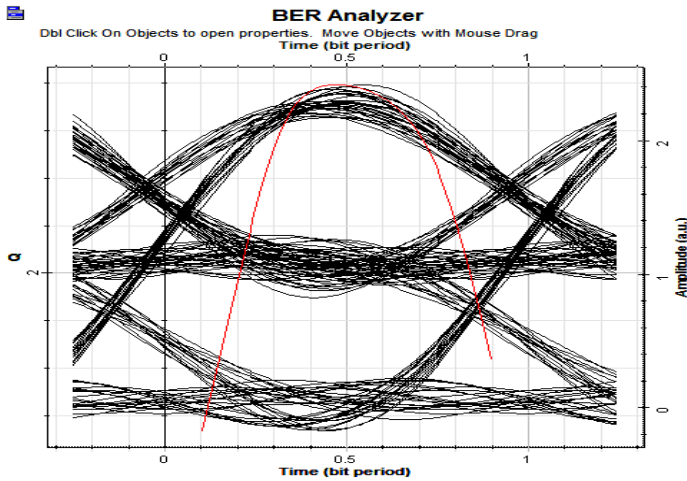 BER Analyzer
Dbl Click On Objects to open properties. Move Objects with Mouse Drag
Time (bit period)
0 0.5 1
Q
2
2
1
0
Amplitude (a.u.)
0 0.5 1
Time (bit period)